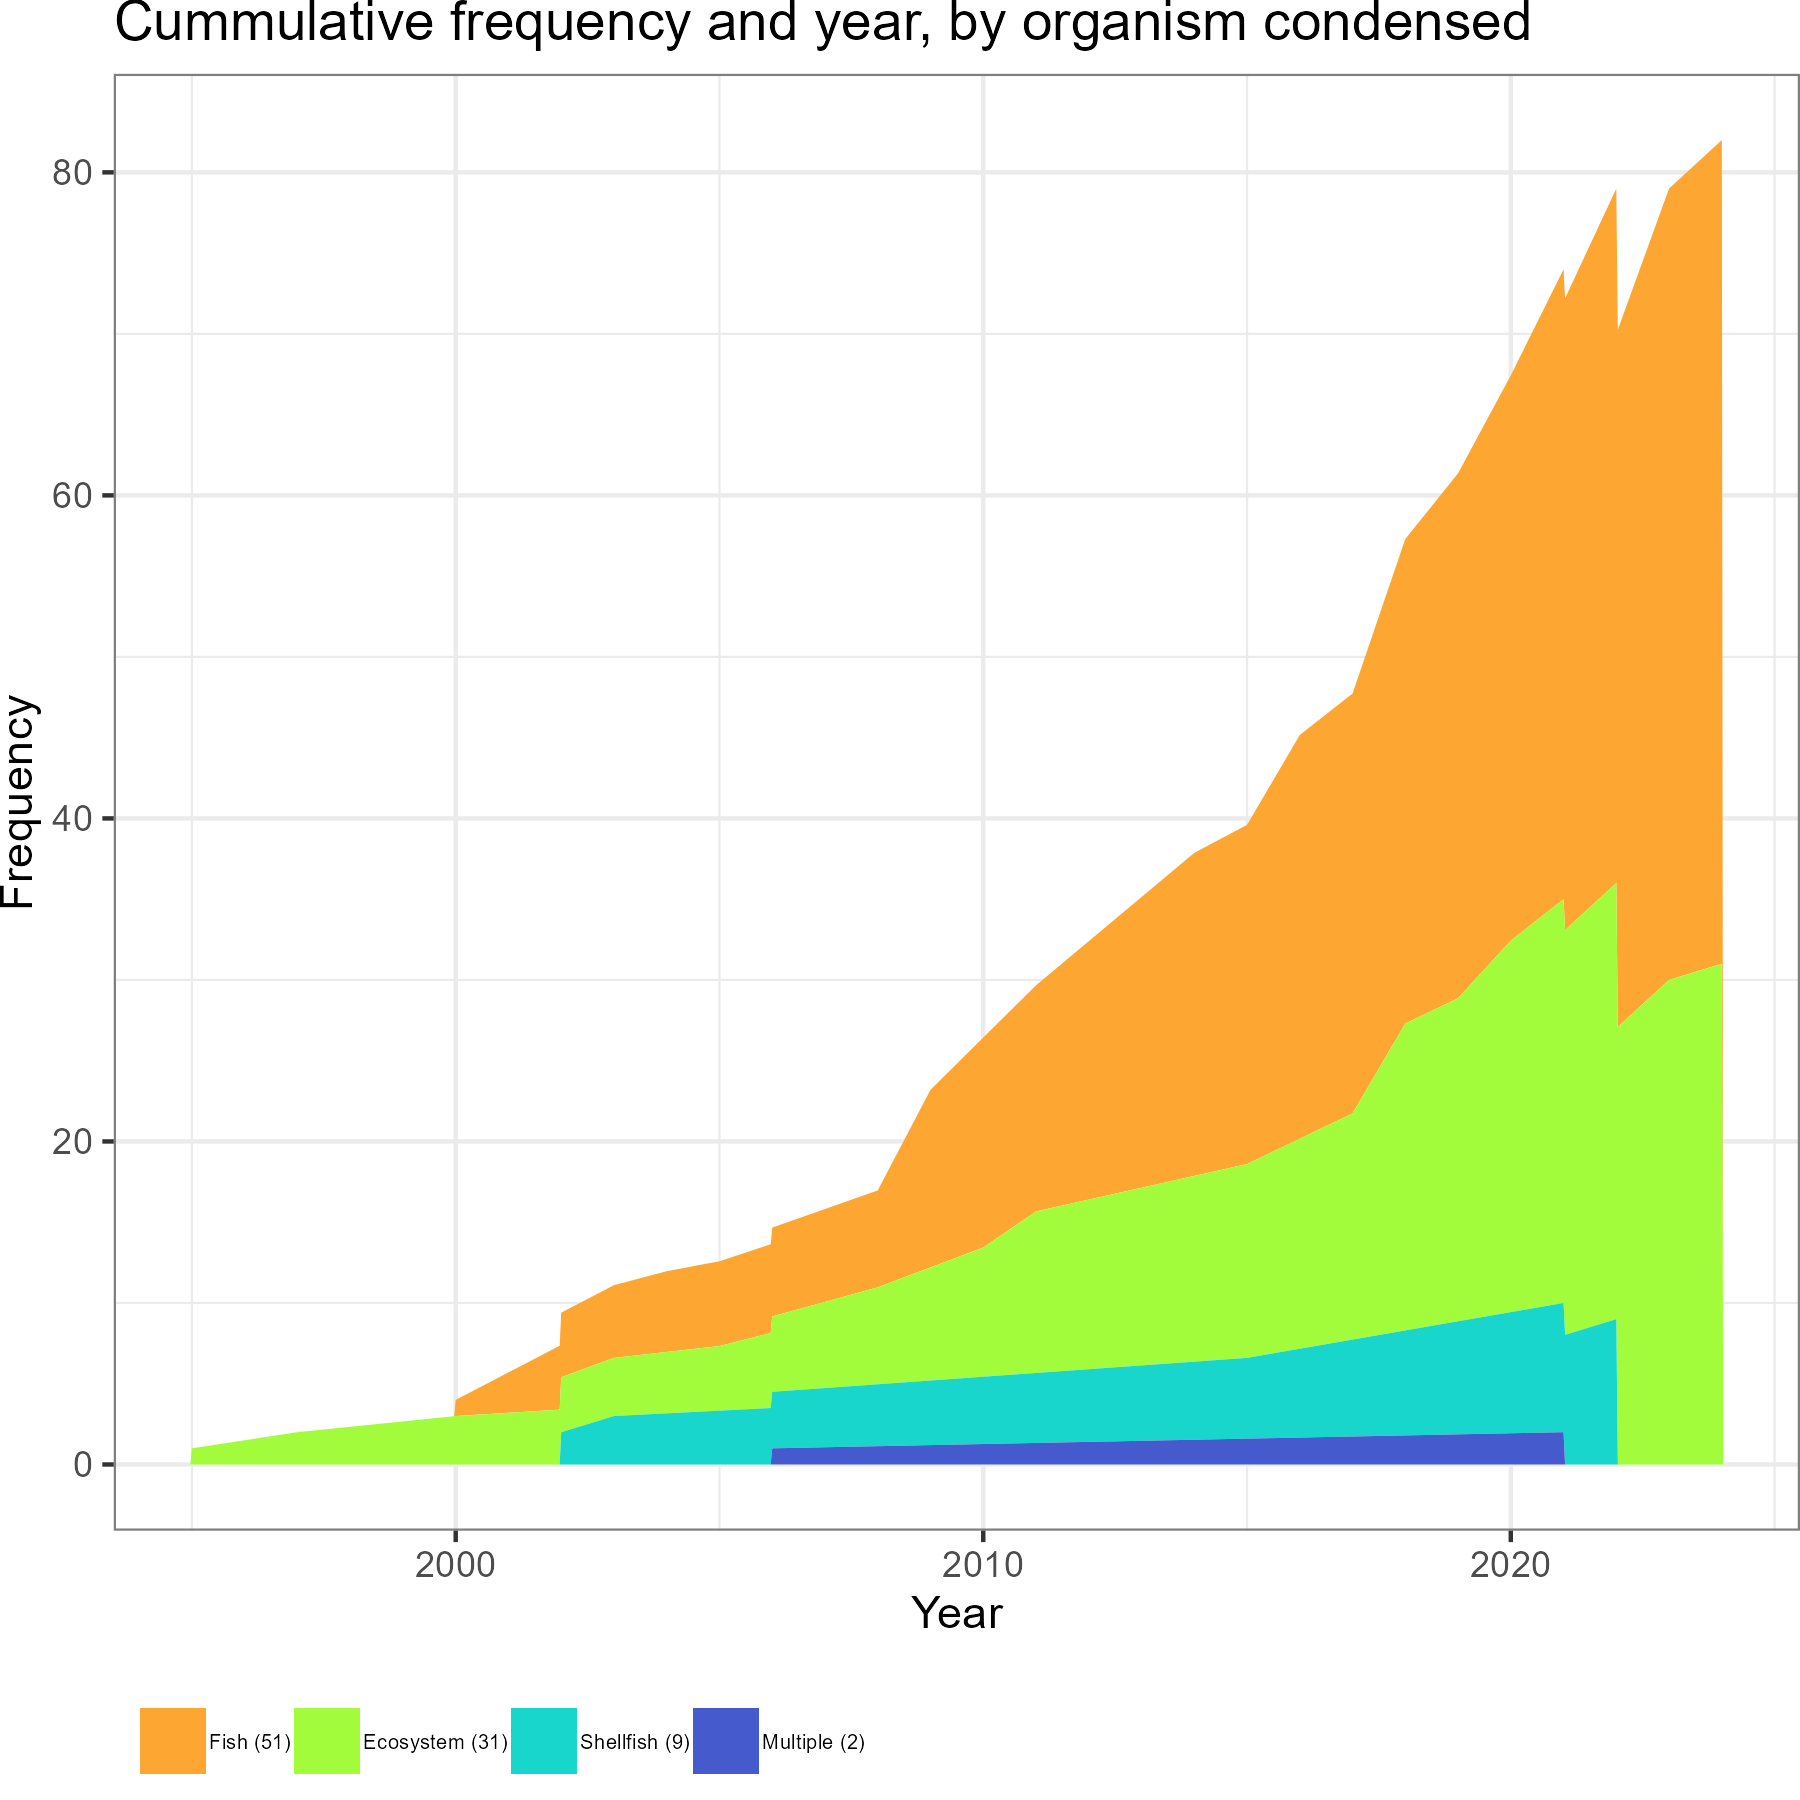 Cummulative frequency and year, by organism condensed
Frequency
80
60
40
20
0
2000 2010 2020
Year
Fish (51) Ecosystem (31) Shellfish (9) Multiple (2)